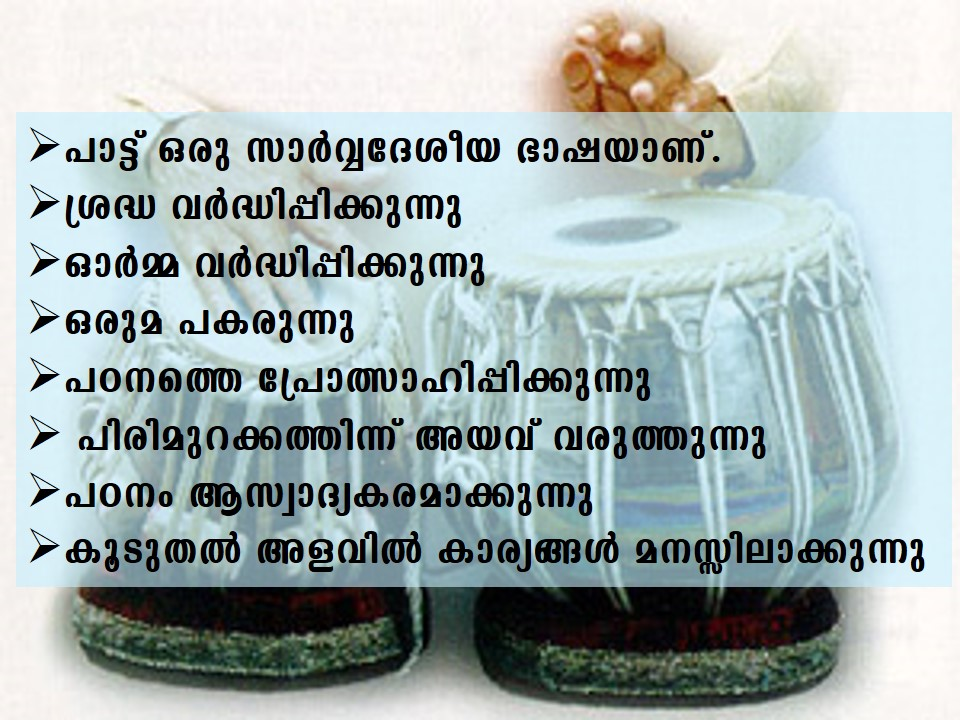 ➢പാട്ട് ഒരു സാർവ്വദേശീയ ഭാഷയാണ്.
➢ശ്രദ്ധ വർദ്ധിപ്പിക്കുന്നു
➢ഓർമ്മ വർദ്ധിപ്പിക്കുന്നു
➢ഒരുമ പകരുന്നു
➢പഠനത്തെ പ്രോത്സാഹിപ്പിക്കുന്നു
➢ പിരിമുറക്കത്തിന് അയവ് വരുത്തുന്നു
➢പഠനം ആസ്വാദ്യകരമാക്കുന്നു
➢കൂടുതൽ അളവിൽ കാര്യങ്ങൾ മനസ്സിലാക്കുന്നു